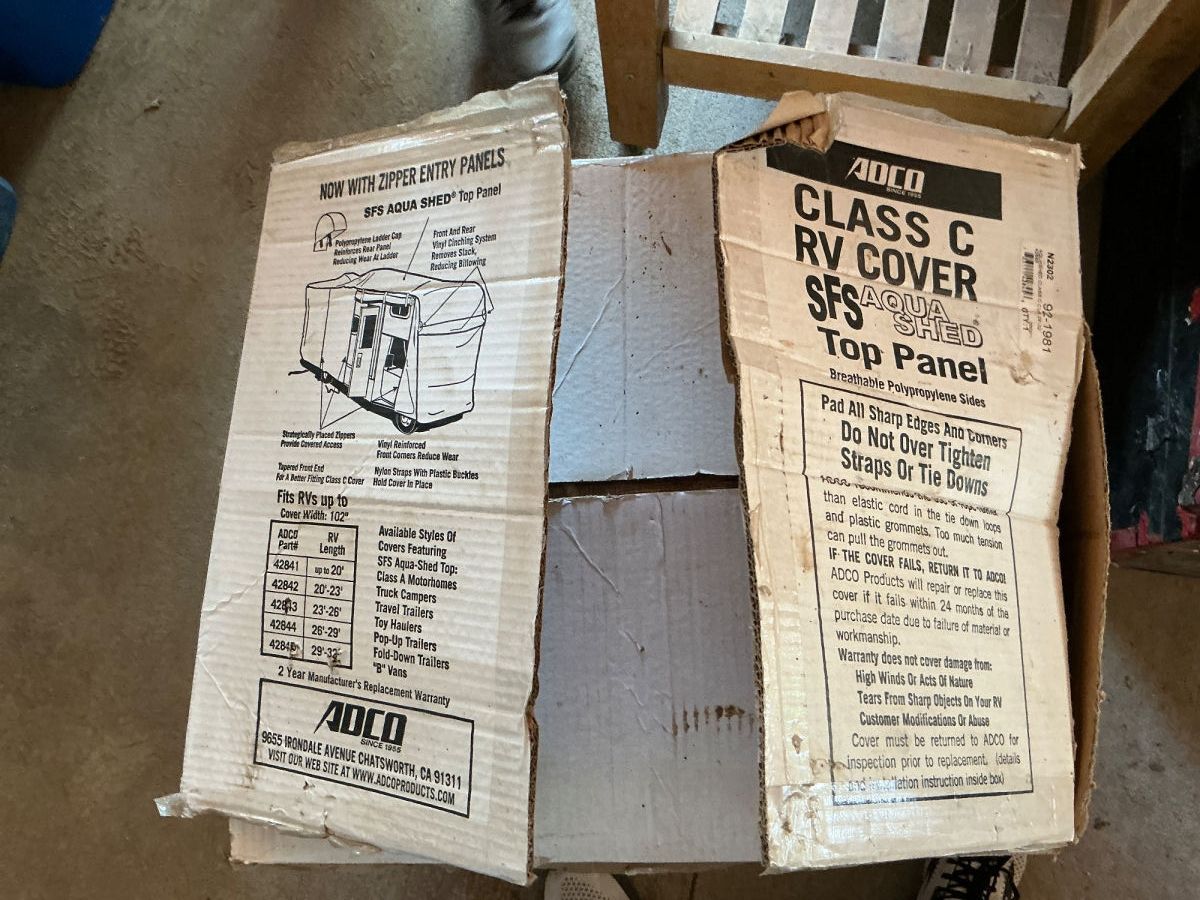 NOW WITH ZIPPER ENTRY PANELS
SFS AQUA SHED® Top Panel
Polypropylene Ladder Cap
Reinforces Rear Panel
Reducing Wear At Ladder
Front And Rear
Vinyl Cinching System
Removes Slack,
Reducing Billowing
Strategically Placed Zippers
Provide Covered Access
Vinyl Reinforced
Front Corners Reduce Wear
Tapered Front End
For A Better Fitting Class C Cover
Nylon Straps With Plastic Buckles
Hold Cover In Place
Fits RVs up to
Cover Width: 102"
ADCO Part# RV Length
42841 up to 20'
42842 20'-23'
42843 23'-26'
42844 26'-29'
29'-32'
Available Styles Of
Covers Featuring
SFS Aqua-Shed Top:
Class A Motorhomes
Truck Campers
Travel Trailers
Toy Haulers
Pop-Up Trailers
Fold-Down Trailers
"B" Vans
2 Year Manufacturer's Replacement Warranty
ADCO
SINCE 1955
9655 IRONDALE AVENUE CHATSWORTH, CA 91311
VISIT OUR WEB SITE AT WWW.ADCOPRODUCTS.COM
ADCO
SINCE 1955
CLASS C
RV COVER
SFS AQUA SHED
Top Panel
Breathable Polypropylene Sides
N2302
92-1981
Pad All Sharp Edges And Corners
Do Not Over Tighten
Straps Or Tie Downs
than elastic cord in the tie down loops
and plastic grommets. Too much tension
can pull the grommets out.
IF THE COVER FAILS, RETURN IT TO ADCO!
ADCO Products will repair or replace this
cover if it fails within 24 months of the
purchase date due to failure of material or
workmanship.
Warranty does not cover damage from:
High Winds Or Acts Of Nature
Tears From Sharp Objects On Your RV
Customer Modifications Or Abuse
Cover must be returned to ADCO for
inspection prior to replacement. (details
and installation instruction inside box)